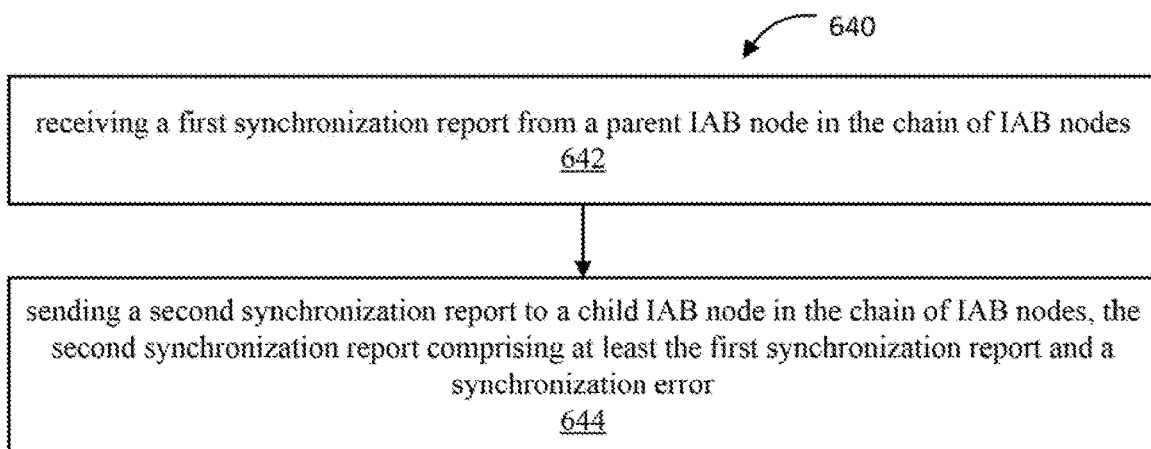 640
receiving a first synchronization report from a parent IAB node in the chain of IAB nodes
642
sending a second synchronization report to a child IAB node in the chain of IAB nodes, the
second synchronization report comprising at least the first synchronization report and a
synchronization error
644